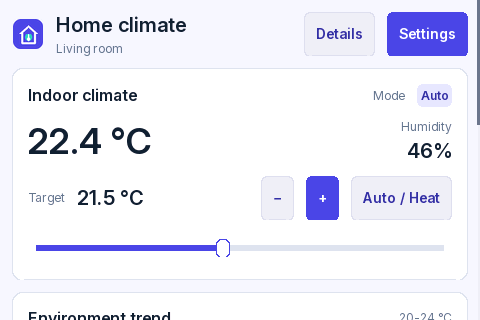 Home climate
Living room
Details
Settings
Indoor climate
Mode Auto
22.4 °C
Humidity
46%
Target 21.5 °C
− + Auto / Heat
Environment trend
20–24 °C